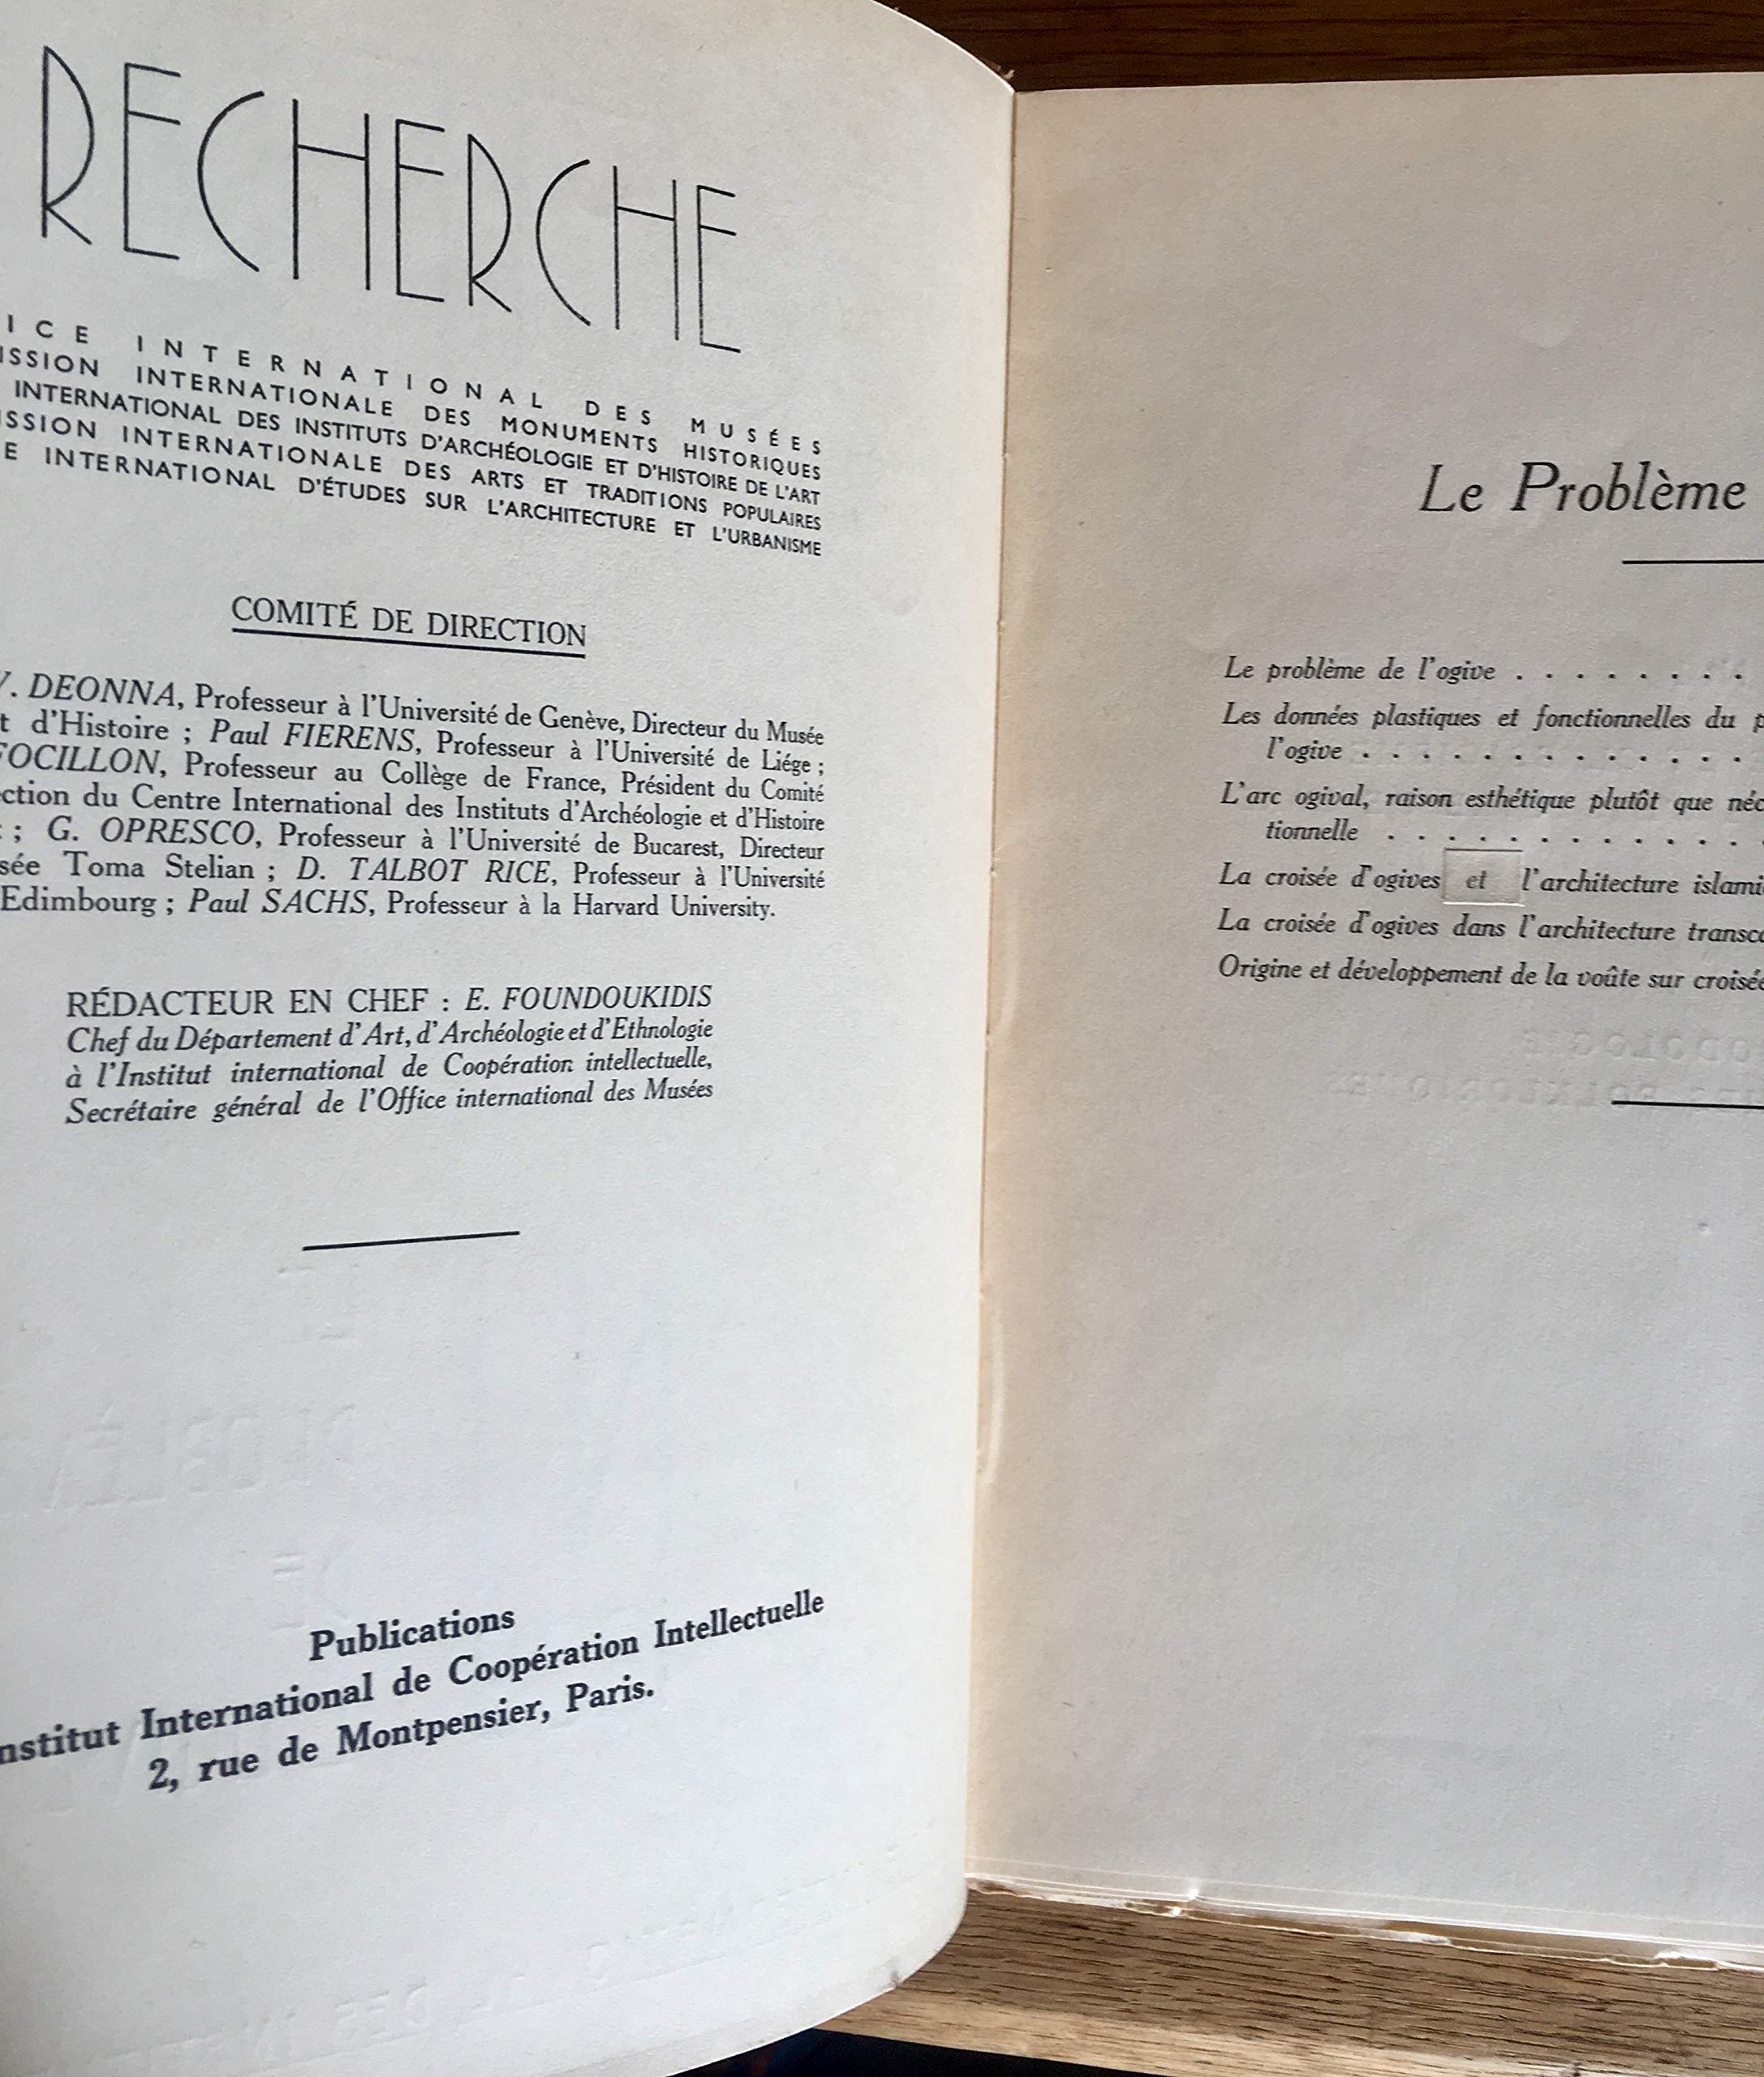 RECHERCHE
ICE INTERNATIONAL DES MUSÉES
ISSION INTERNATIONALE DES MONUMENTS HISTORIQUES
INTERNATIONAL DES INSTITUTS D'ARCHÉOLOGIE ET D'HISTOIRE DE L'ART
SSION INTERNATIONALE DES ARTS ET TRADITIONS POPULAIRES
E INTERNATIONAL D'ÉTUDES SUR L'ARCHITECTURE ET L'URBANISME
COMITÉ DE DIRECTION
. DEONNA, Professeur à l'Université de Genève, Directeur du Musée
t d'Histoire ; Paul FIERENS, Professeur à l'Université de Liége ;
FOCILLON, Professeur au Collège de France, Président du Comité
ction du Centre International des Instituts d'Archéologie et d'Histoire
; G. OPRESCO, Professeur à l'Université de Bucarest, Directeur
sée Toma Stelian ; D. TALBOT RICE, Professeur à l'Université
Edimbourg ; Paul SACHS, Professeur à la Harvard University.
RÉDACTEUR EN CHEF : E. FOUNDOUKIDIS
Chef du Département d'Art, d'Archéologie et d'Ethnologie
à l'Institut international de Coopération intellectuelle,
Secrétaire général de l'Office international des Musées
Publications
nstitut International de Coopération Intellectuelle
2, rue de Montpensier, Paris.
Le Problème
Le problème de l'ogive . . . . . . . .
Les données plastiques et fonctionnelles du p
l'ogive . . . . . . . . . . . . .
L'arc ogival, raison esthétique plutôt que néc
tionnelle . . . . . . . . . . . . .
La croisée d'ogives et l'architecture islami
La croisée d'ogives dans l'architecture transc
Origine et développement de la voûte sur croisée